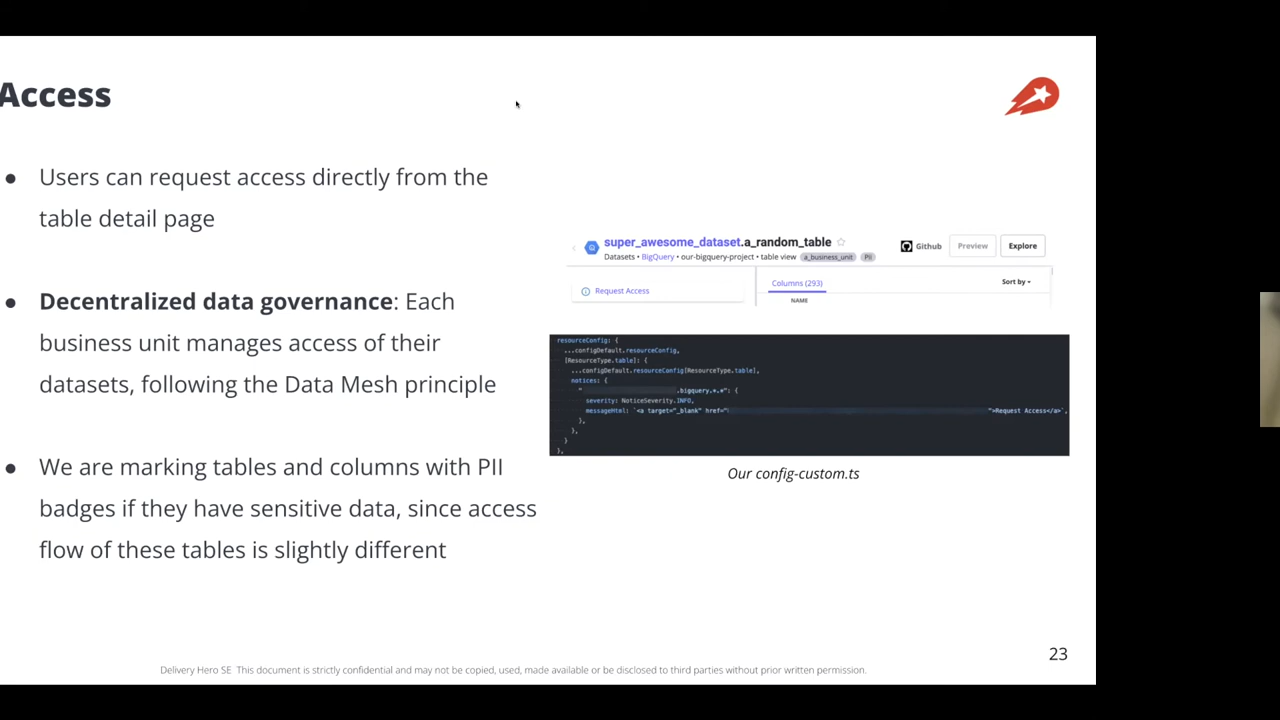 Access
● Users can request access directly from the
table detail page
● Decentralized data governance: Each
business unit manages access of their
datasets, following the Data Mesh principle
● We are marking tables and columns with PII
badges if they have sensitive data, since access
flow of these tables is slightly different
super_awesome_dataset.a_random_table
Github
Preview
Explore
Datasets • BigQuery • our-bigquery-project • table view a_business_unit PII
Request Access
Columns (293)
Sort by
NAME
resourceConfig: {
...configDefault.resourceConfig,
[ResourceType.table]: {
...configDefault.resourceConfig[ResourceType.table],
notices: {
" .bigquery.*.*": {
severity: NoticeSeverity.INFO,
messageHtml: `<a target="_blank" href=" ">Request Access</a>`,
},
},
}
},
Our config-custom.ts
23
Delivery Hero SE. This document is strictly confidential and may not be copied, used, made available or be disclosed to third parties without prior written permission.